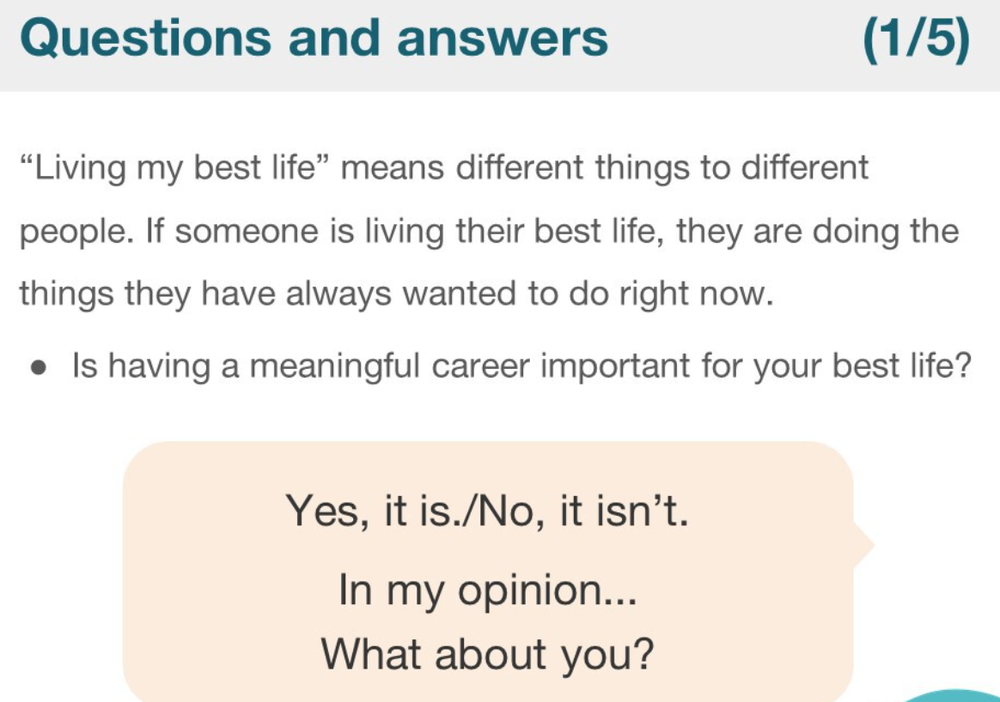 Questions and answers (1/5)
“Living my best life” means different things to different
people. If someone is living their best life, they are doing the
things they have always wanted to do right now.
● Is having a meaningful career important for your best life?
Yes, it is./No, it isn’t.
In my opinion...
What about you?